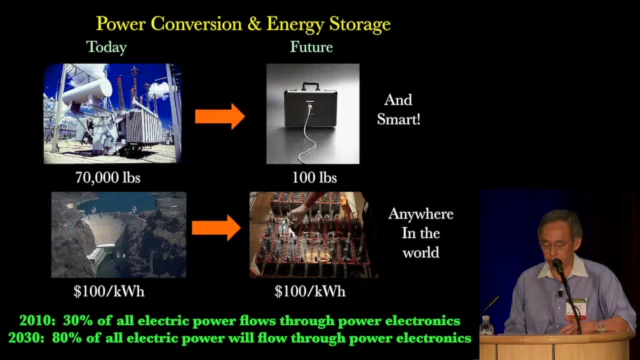 Power Conversion & Energy Storage
Today
Future
And
Smart!
70,000 lbs
100 lbs
Anywhere
In the
world
$100/kWh
$100/kWh
2010: 30% of all electric power flows through power electronics
2030: 80% of all electric power will flow through power electronics